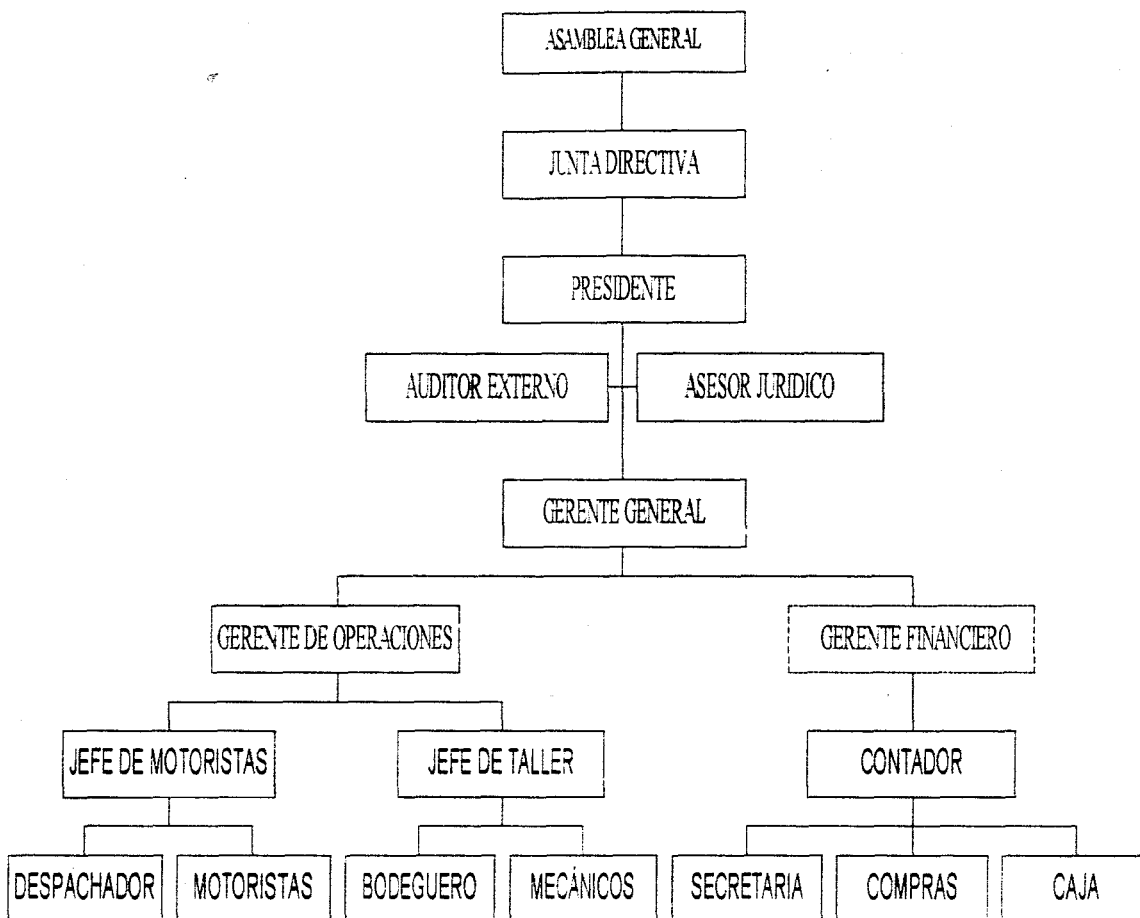 ASAMBLEA GENERAL
JUNTA DIRECTIVA
PRESIDENTE
AUDITOR EXTERNO
ASESOR JURIDICO
GERENTE GENERAL
GERENTE DE OPERACIONES
GERENTE FINANCIERO
JEFE DE MOTORISTAS
JEFE DE TALLER
CONTADOR
DESPACHADOR
MOTORISTAS
BODEGUERO
MECÁNICOS
SECRETARIA
COMPRAS
CAJA